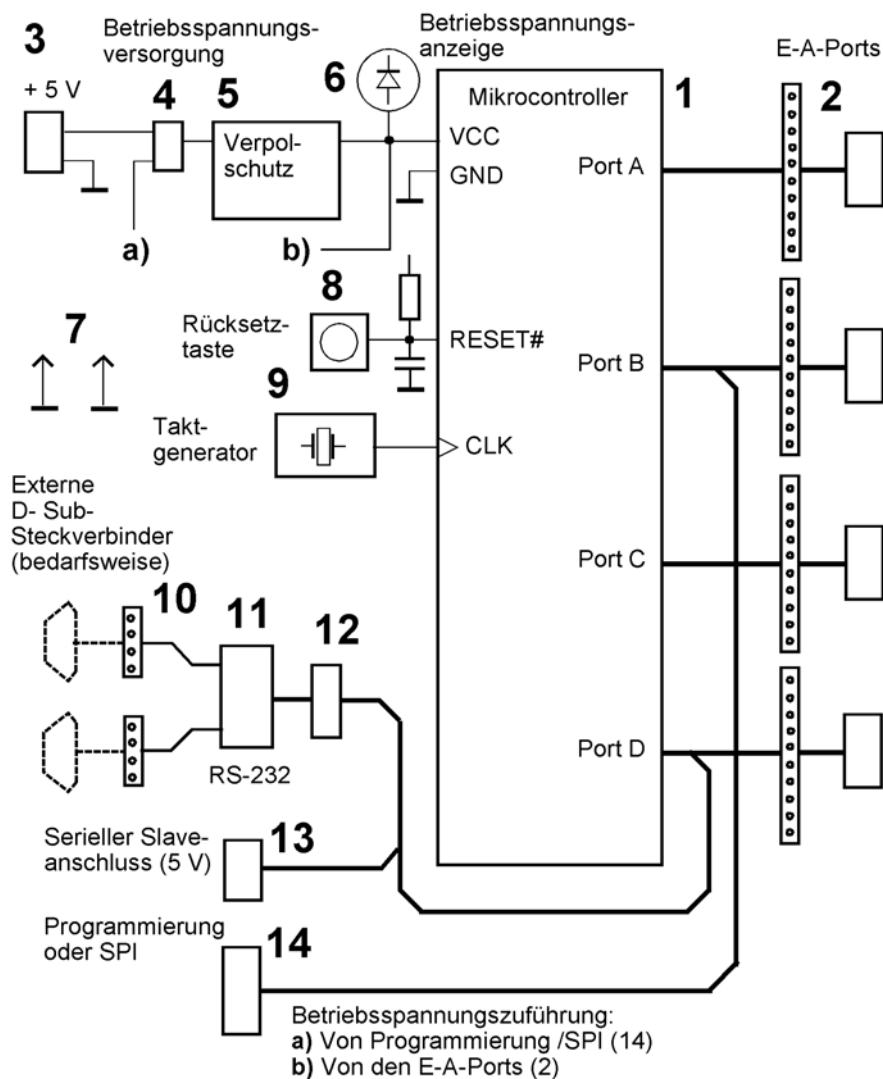 3
Betriebsspannungs-
versorgung
Betriebsspannungs-
anzeige
E-A-Ports
+ 5 V
4
5
6
Mikrocontroller
1
2
Verpol-
schutz
VCC
GND
Port A
a)
b)
7
8
Rücksetz-
taste
RESET#
Port B
9
Takt-
generator
CLK
Externe
D- Sub-
Steckverbinder
(bedarfsweise)
Port C
10
11
12
RS-232
Port D
Serieller Slave-
anschluss (5 V)
13
Programmierung
oder SPI
14
Betriebsspannungszuführung:
a) Von Programmierung /SPI (14)
b) Von den E-A-Ports (2)